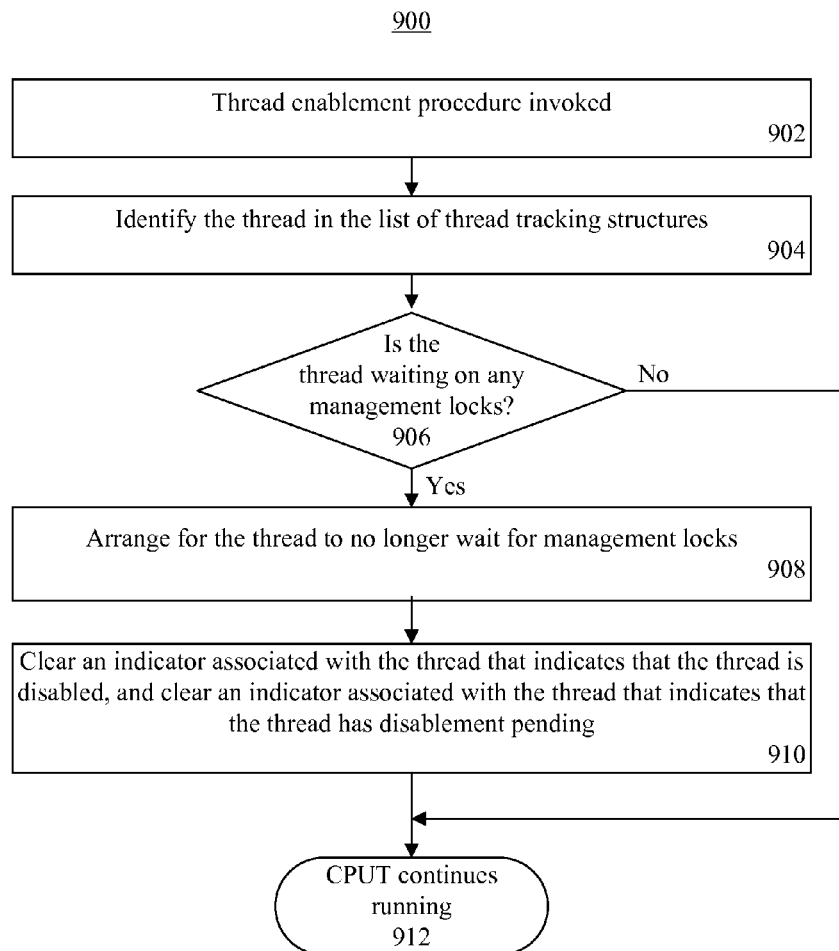 900
Thread enablement procedure invoked
902
Identify the thread in the list of thread tracking structures
904
Is the
thread waiting on any
management locks?
906
No
Yes
Arrange for the thread to no longer wait for management locks
908
Clear an indicator associated with the thread that indicates that the thread is
disabled, and clear an indicator associated with the thread that indicates that
the thread has disablement pending
910
CPUT continues
running
912